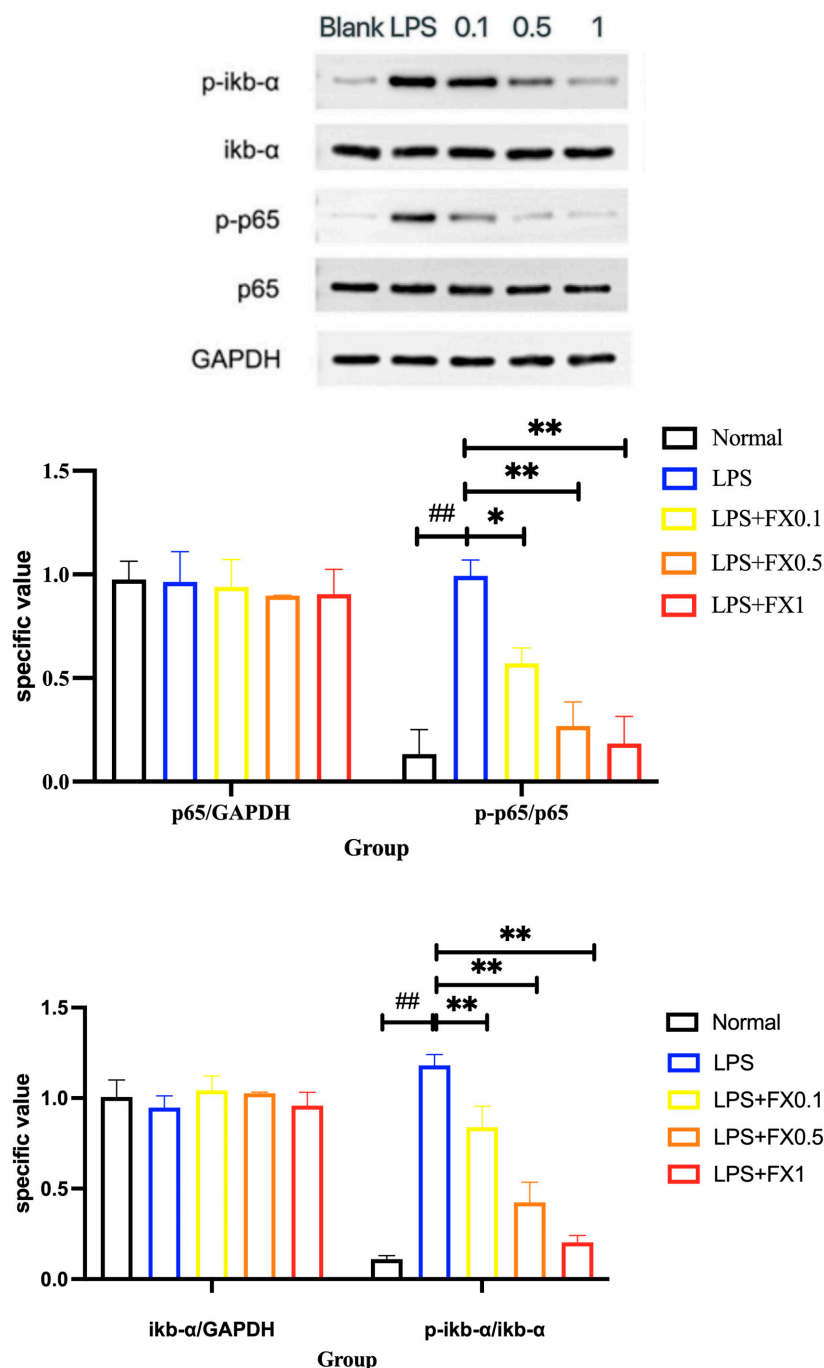 Blank LPS 0.1 0.5 1
p-ikb-α
ikb-α
p-p65
p65
GAPDH
** 
**
## *
1.5
1.0
0.5
0.0
specific value
p65/GAPDH p-p65/p65
Group
Normal
LPS
LPS+FX0.1
LPS+FX0.5
LPS+FX1
**
**
## **
1.5
1.0
0.5
0.0
specific value
ikb-α/GAPDH p-ikb-α/ikb-α
Group
Normal
LPS
LPS+FX0.1
LPS+FX0.5
LPS+FX1